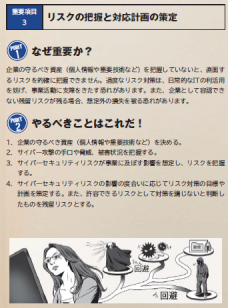 重要項目
3
リスクの把握と対応計画の策定
POINT
1
なぜ重要か？
企業の守るべき資産（個人情報や重要技術など）を把握していないと、直面す
るリスクを的確に把握できません。過度なリスク対策は、日常的なITの利活用
を妨げ、事業活動に支障をきたす恐れがあります。また、企業として容認でき
ない残留リスクが残る場合、想定外の損失を被る恐れがあります。
POINT
2
やるべきことはこれだ！
1. 企業の守るべき資産（個人情報や重要技術など）を決める。
2. サイバー攻撃の手口や脅威、被害状況を把握する。
3. サイバーセキュリティリスクが事業に及ぼす影響を想定し、リスクを把握
する。
4. サイバーセキュリティリスクの影響の度合いに応じてリスク対策の目標や
計画を策定する。また、許容できるリスクとして対策を講じないと判断し
たものを残留リスクとする。
回避
回避